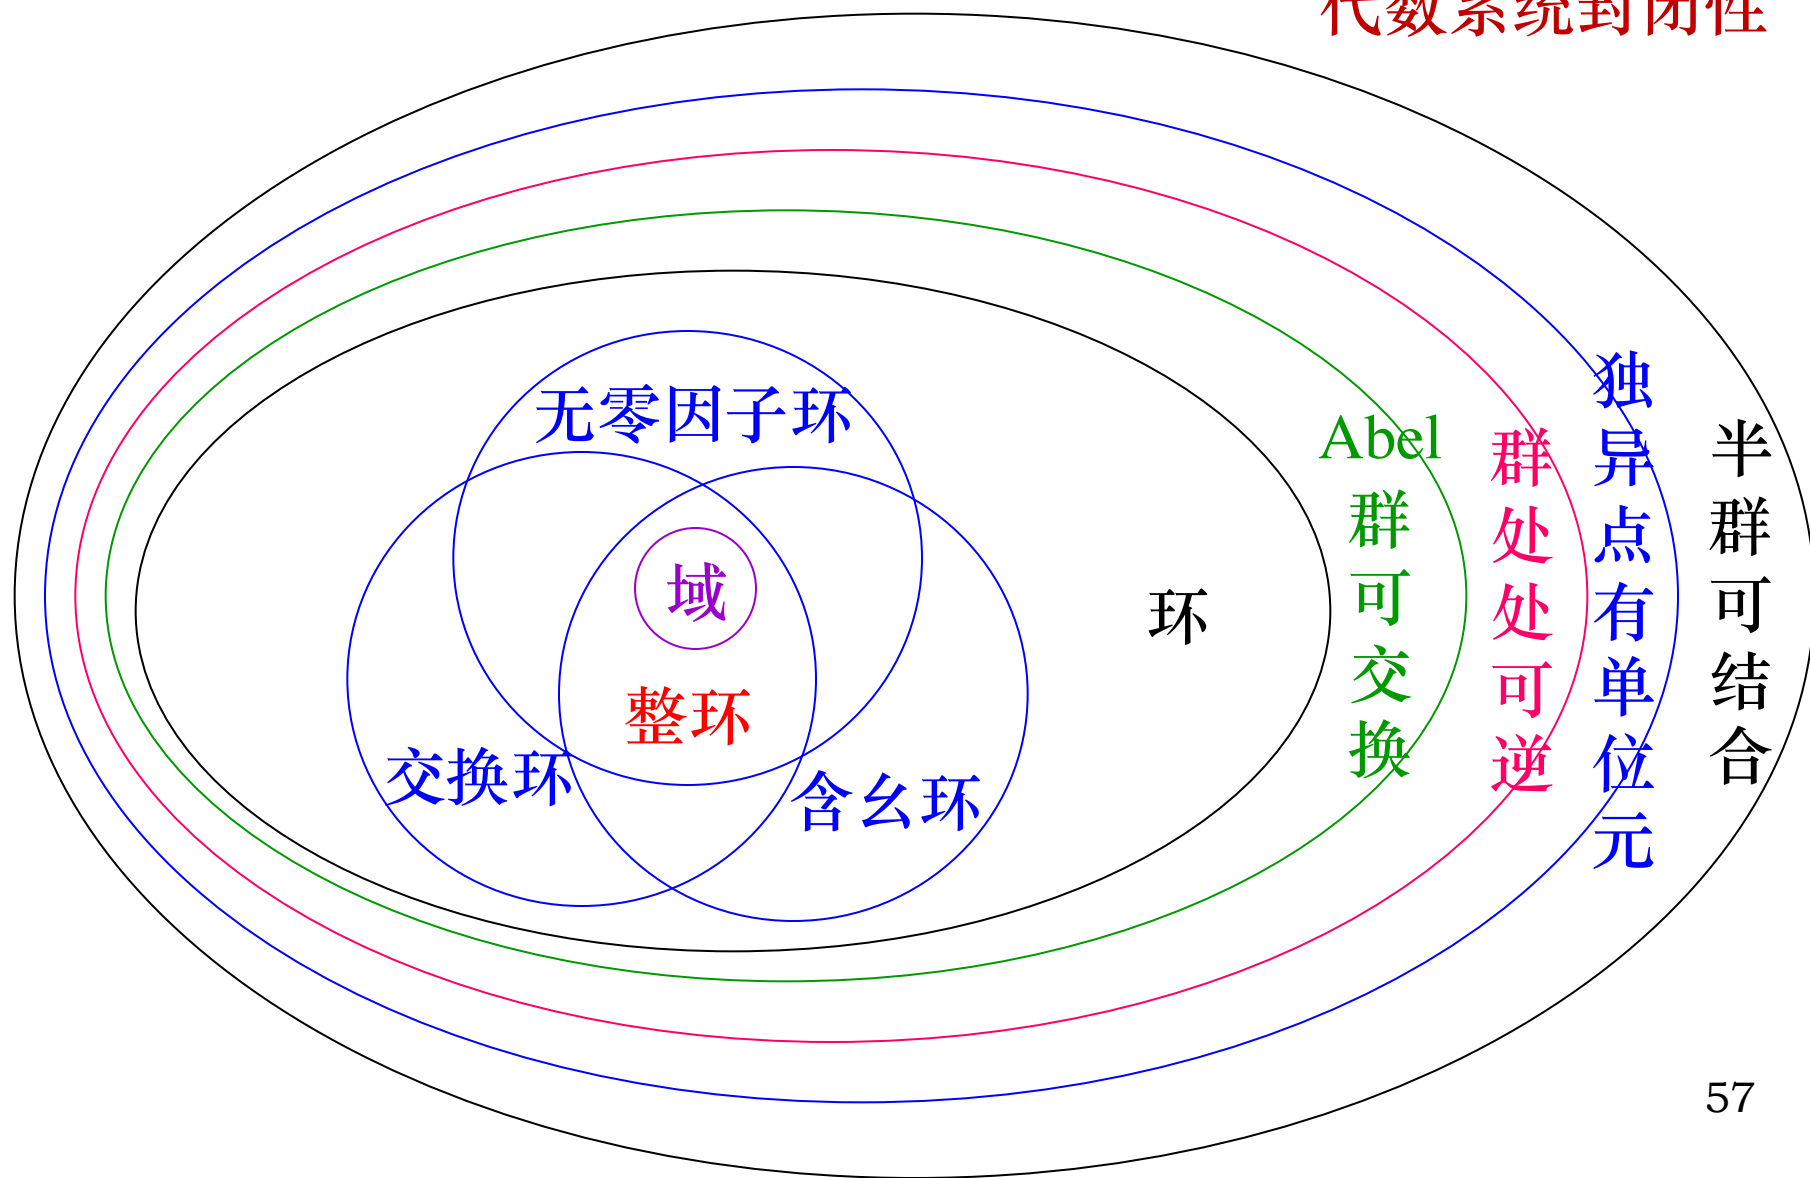 代数系统封闭性
无零因子环
域
整环
交换环
含幺环
环
Abel
群
可
交
换
群
处
处
可
逆
独
异
点
有
单
位
元
半
群
可
结
合
57